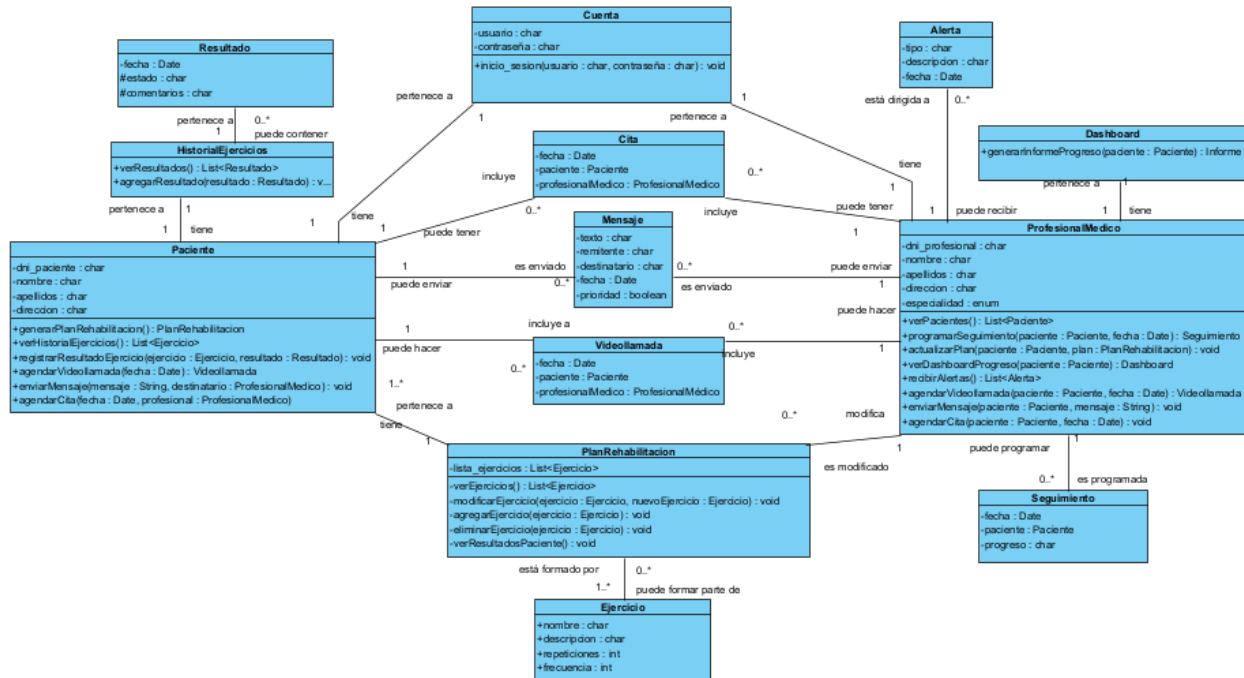 Cuenta
-usuario : char
-contraseña : char
+inicio_sesion(usuario : char, contraseña : char) : void
Alerta
-tipo : char
-descripcion : char
-fecha : Date
Resultado
-fecha : Date
#estado : char
#comentarios : char
pertenece a
1
pertenece a
1
está dirigida a
0..*
pertenece a
0..*
1
puede contener
HistorialEjercicios
+verResultados() : List<Resultado>
+agregarResultado(resultado : Resultado) : v...
Cita
-fecha : Date
-paciente : Paciente
-profesionalMedico : ProfesionalMedico
Dashboard
+generarInformeProgreso(paciente : Paciente) : Informe
incluye
0..*
tiene
pertenece a
1
pertenece a
1
1
tiene
1
tiene
0..*
1
puede tener
incluye
puede tener
1
1
1
puede recibir
1
tiene
Mensaje
-texto : char
-remitente : char
-destinatario : char
-fecha : Date
-prioridad : boolean
Paciente
-dni_paciente : char
-nombre : char
-apellidos : char
-direccion : char
+generarPlanRehabilitacion() : PlanRehabilitacion
+verHistorialEjercicios() : List<Ejercicio>
+registrarResultadoEjercicio(ejercicio : Ejercicio, resultado : Resultado) : void
+agendarVideollamada(fecha : Date) : Videollamada
+enviarMensaje(mensaje : String, destinatario : ProfesionalMedico) : void
+agendarCita(fecha : Date, profesional : ProfesionalMedico)
ProfesionalMedico
-dni_profesional : char
-nombre : char
-apellidos : char
-direccion : char
-especialidad : enum
+verPacientes() : List<Paciente>
+programarSeguimiento(paciente : Paciente, fecha : Date) : Seguimiento
+actualizarPlan(paciente : Paciente, plan : PlanRehabilitacion) : void
+verDashboardProgreso(paciente : Paciente) : Dashboard
+recibirAlertas() : List<Alerta>
+agendarVideollamada(paciente : Paciente, fecha : Date) : Videollamada
+enviarMensaje(paciente : Paciente, mensaje : String) : void
+agendarCita(paciente : Paciente, fecha : Date) : void
1
es enviado
0..*
puede enviar
puede enviar
0..*
es enviado
1
puede hacer
1
incluye a
0..*
1
puede hacer
incluye
Videollamada
-fecha : Date
-paciente : Paciente
-profesionalMedico : ProfesionalMédico
0..*
1..*
pertenece a
tiene
1
0..*
modifica
es modificado
1
PlanRehabilitacion
-lista_ejercicios : List<Ejercicio>
-verEjercicios() : List<Ejercicio>
-modificarEjercicio(ejercicio : Ejercicio, nuevoEjercicio : Ejercicio) : void
-agregarEjercicio(ejercicio : Ejercicio) : void
-eliminarEjercicio(ejercicio : Ejercicio) : void
-verResultadosPaciente() : void
puede programar
1
0..*
es programada
Seguimiento
-fecha : Date
-paciente : Paciente
-progreso : char
está formado por
0..*
1..*
puede formar parte de
Ejercicio
+nombre : char
+descripcion : char
+repeticiones : int
+frecuencia : int